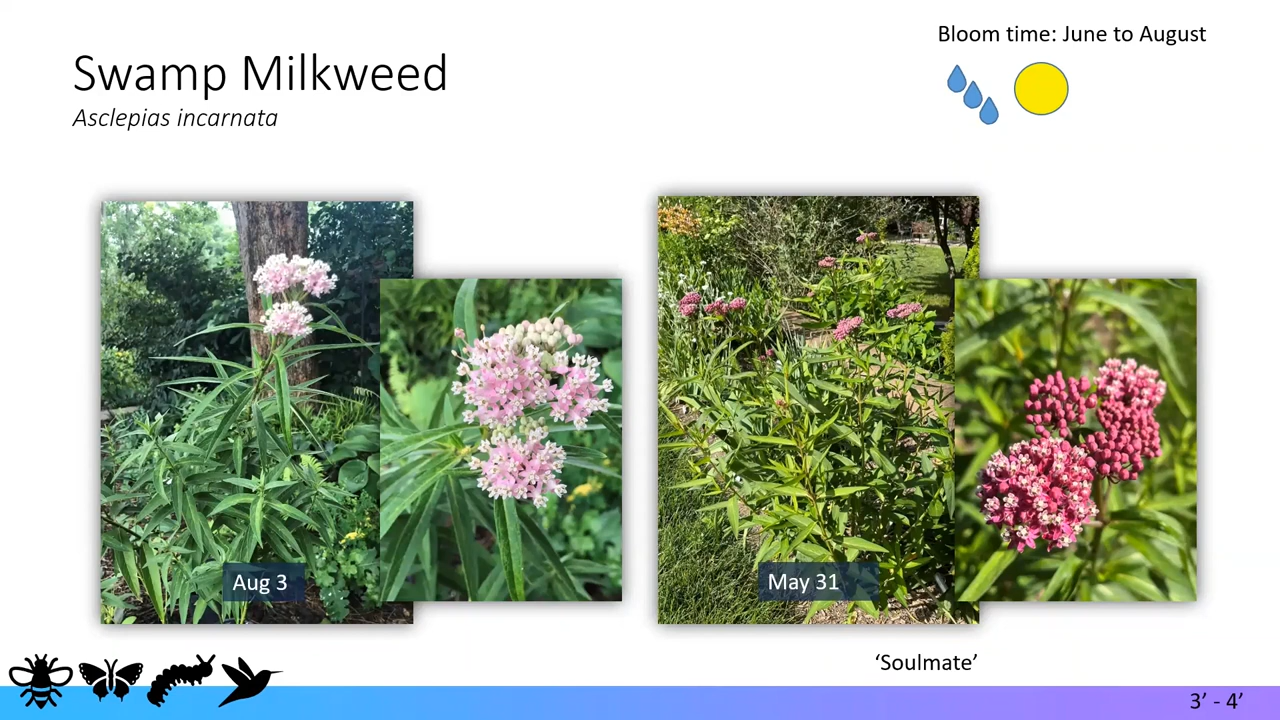 Bloom time: June to August
Swamp Milkweed
Asclepias incarnata
Aug 3
May 31
‘Soulmate’
3’ - 4’